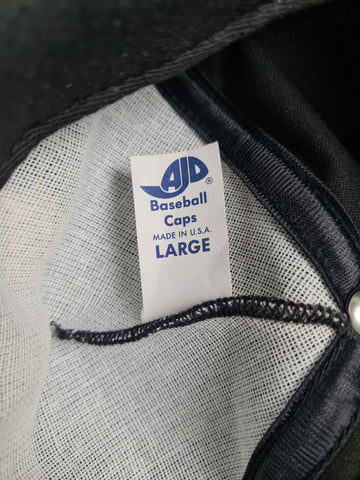 AJD®
Baseball
Caps
MADE IN U.S.A.
LARGE